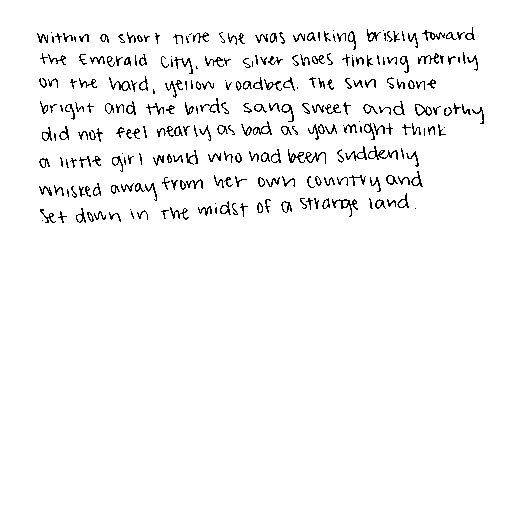 within a short time she was walking briskly toward
the Emerald City, her silver shoes tinkling merrily
on the hard, yellow roadbed. The sun shone
bright and the birds sang sweet and Dorothy
did not feel nearly as bad as you might think
a little girl would who had been suddenly
whisked away from her own country and
set down in the midst of a strange land.